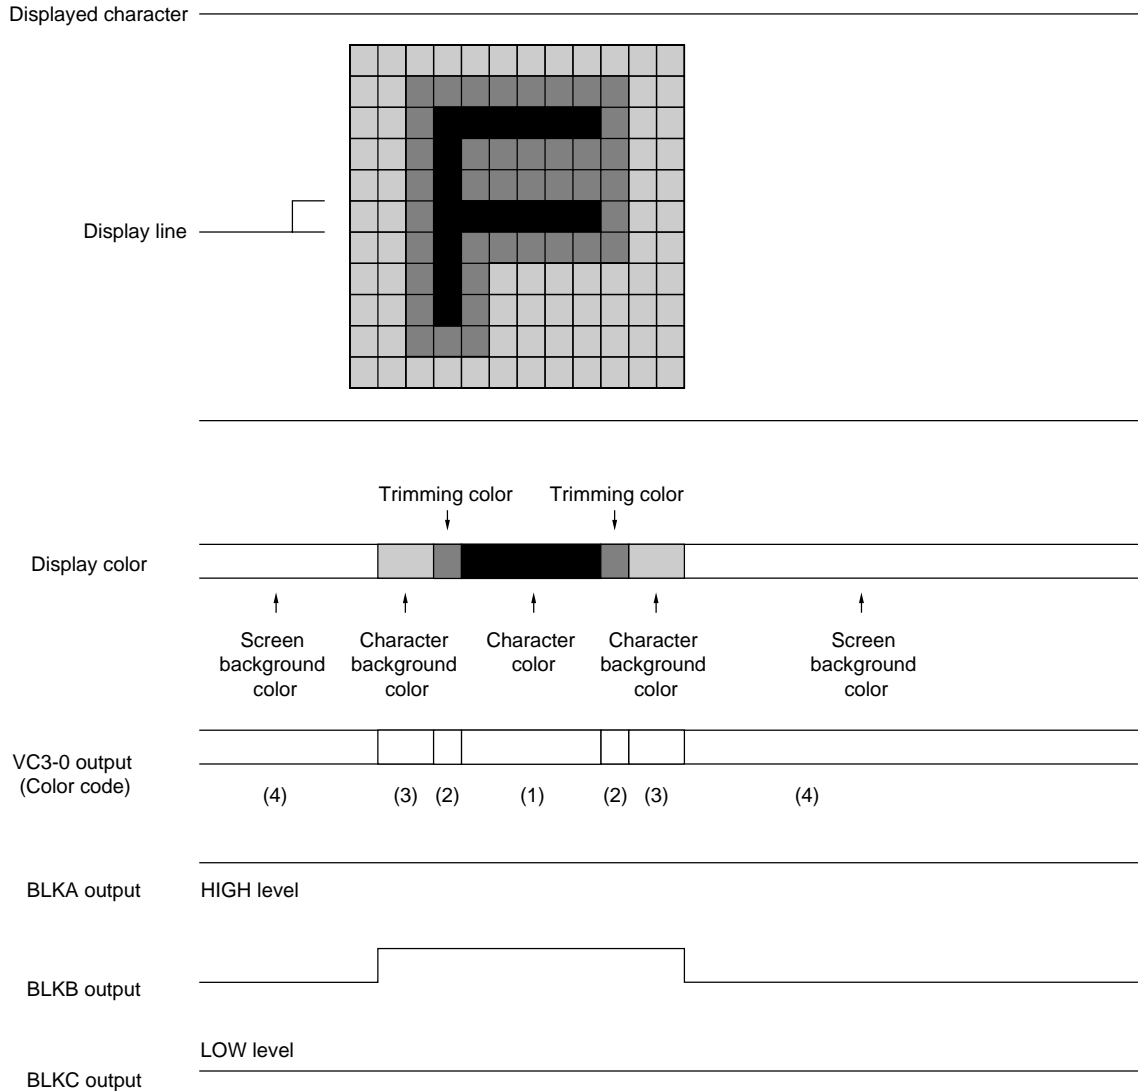 Displayed character
Display line
Trimming color Trimming color
Display color
Screen background color
Character background color
Character color
Character background color
Screen background color
VC3-0 output
(Color code)
(4) (3) (2) (1) (2) (3) (4)
BLKA output HIGH level
BLKB output
LOW level
BLKC output